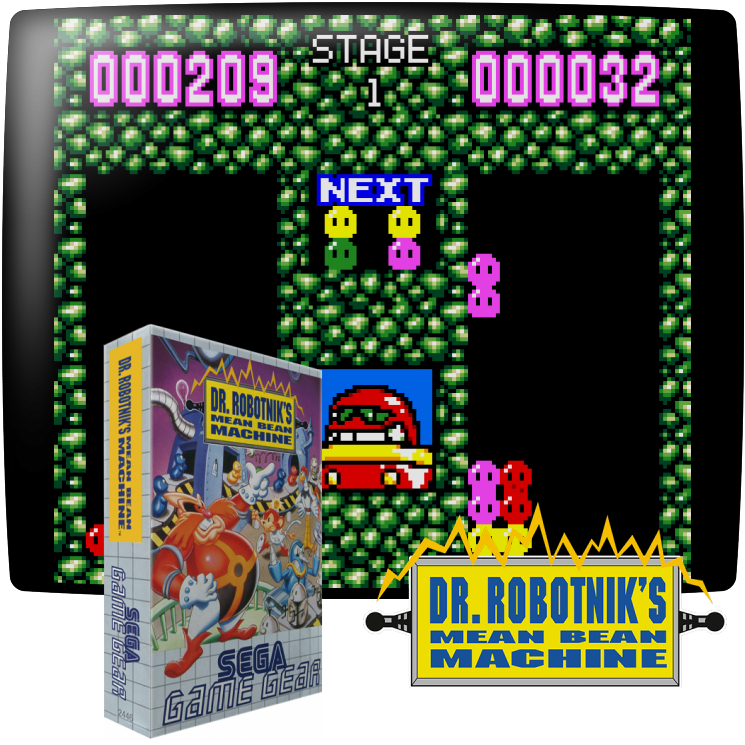 STAGE
000209
1
000032
NEXT
DR. ROBOTNIK'S
MEAN BEAN
MACHINE
DR. ROBOTNIK'S
MEAN BEAN
MACHINE
SEGA
GAME GEAR
SEGA
GAME GEAR
2446
DR. ROBOTNIK'S
MEAN BEAN
MACHINE